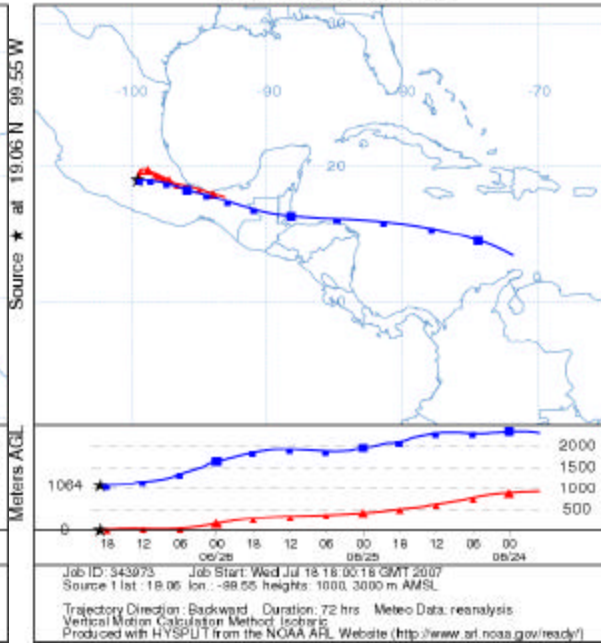 Source ★ at 19.06 N 99.55 W
-100 -90 -80 -70
20
10
Meters AGL
2000
1500
1064 1000
500
0
18 12 06 00 18 12 06 00 18 12 06 00
06/26 06/25 06/24
Job ID: 343973 Job Start: Wed Jul 18 18:00:16 GMT 2007
Source 1 lat.: 19.06 lon.: -99.55 heights: 1000, 3000 m AMSL
Trajectory Direction: Backward Duration: 72 hrs Meteo Data: reanalysis
Vertical Motion Calculation Method: Isobaric
Produced with HYSPLIT from the NOAA ARL Website (http://www.arl.noaa.gov/ready/)